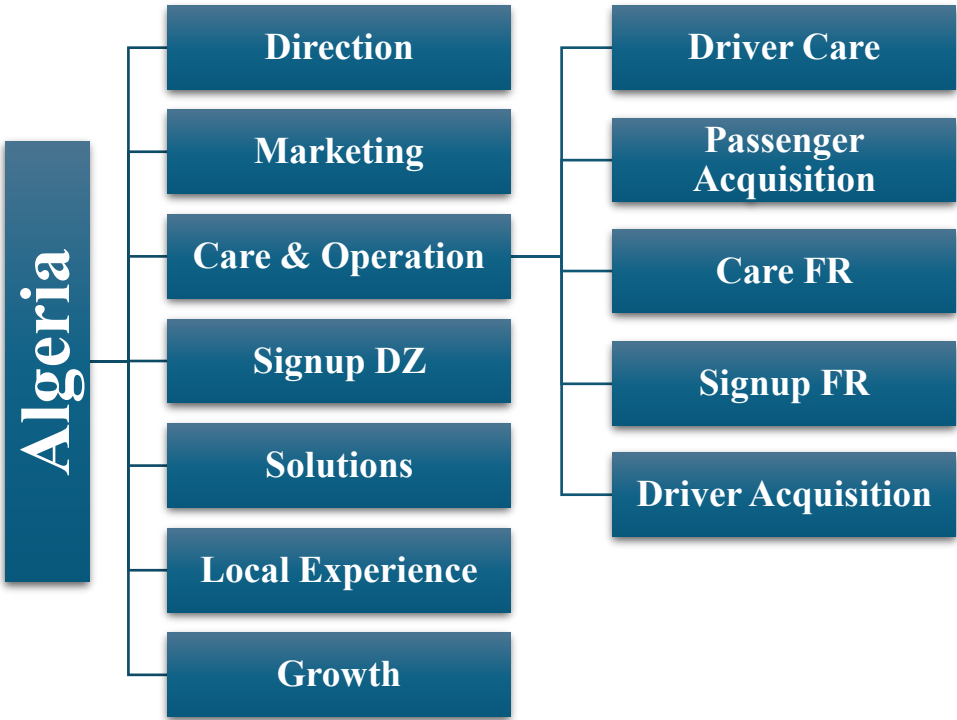 Algeria
Direction
Marketing
Care & Operation
Signup DZ
Solutions
Local Experience
Growth
Driver Care
Passenger
Acquisition
Care FR
Signup FR
Driver Acquisition